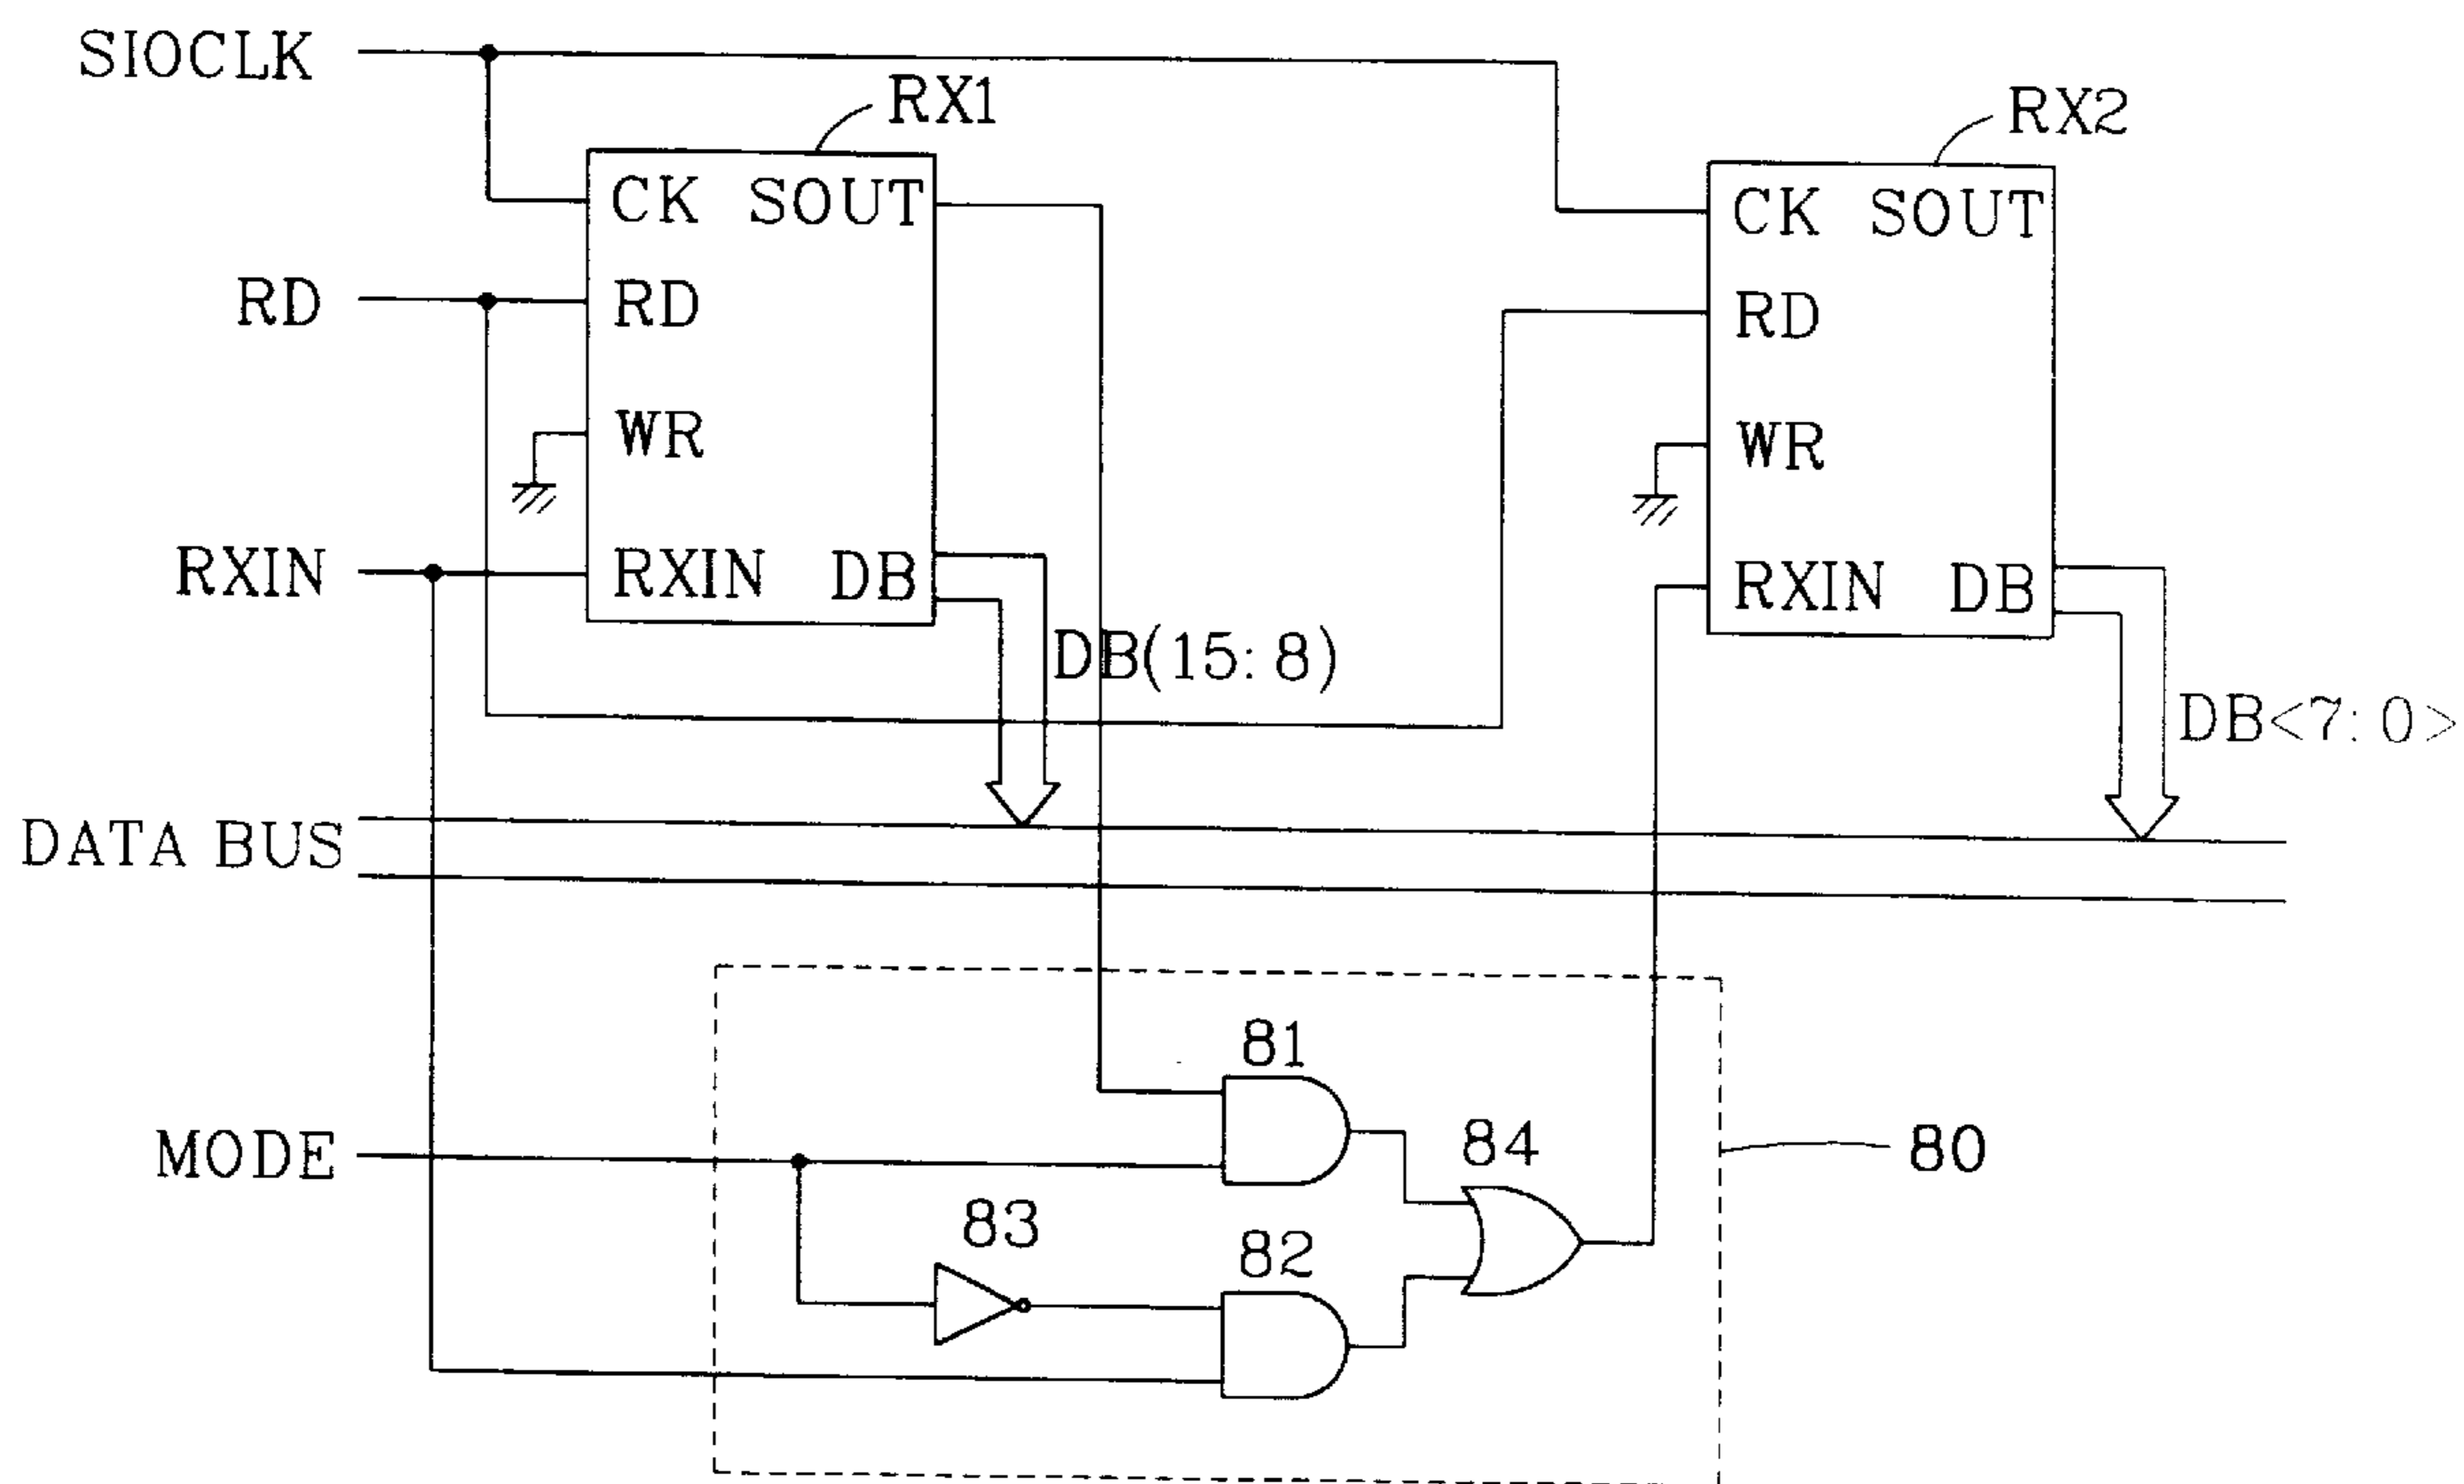 SIOCLK
RX1
RX2
CK SOUT
CK SOUT
RD
RD
RD
WR
WR
RXIN
RXIN DB
RXIN DB
DB(15:8)
DB<7:0>
DATA BUS
81
MODE
84
80
83
82